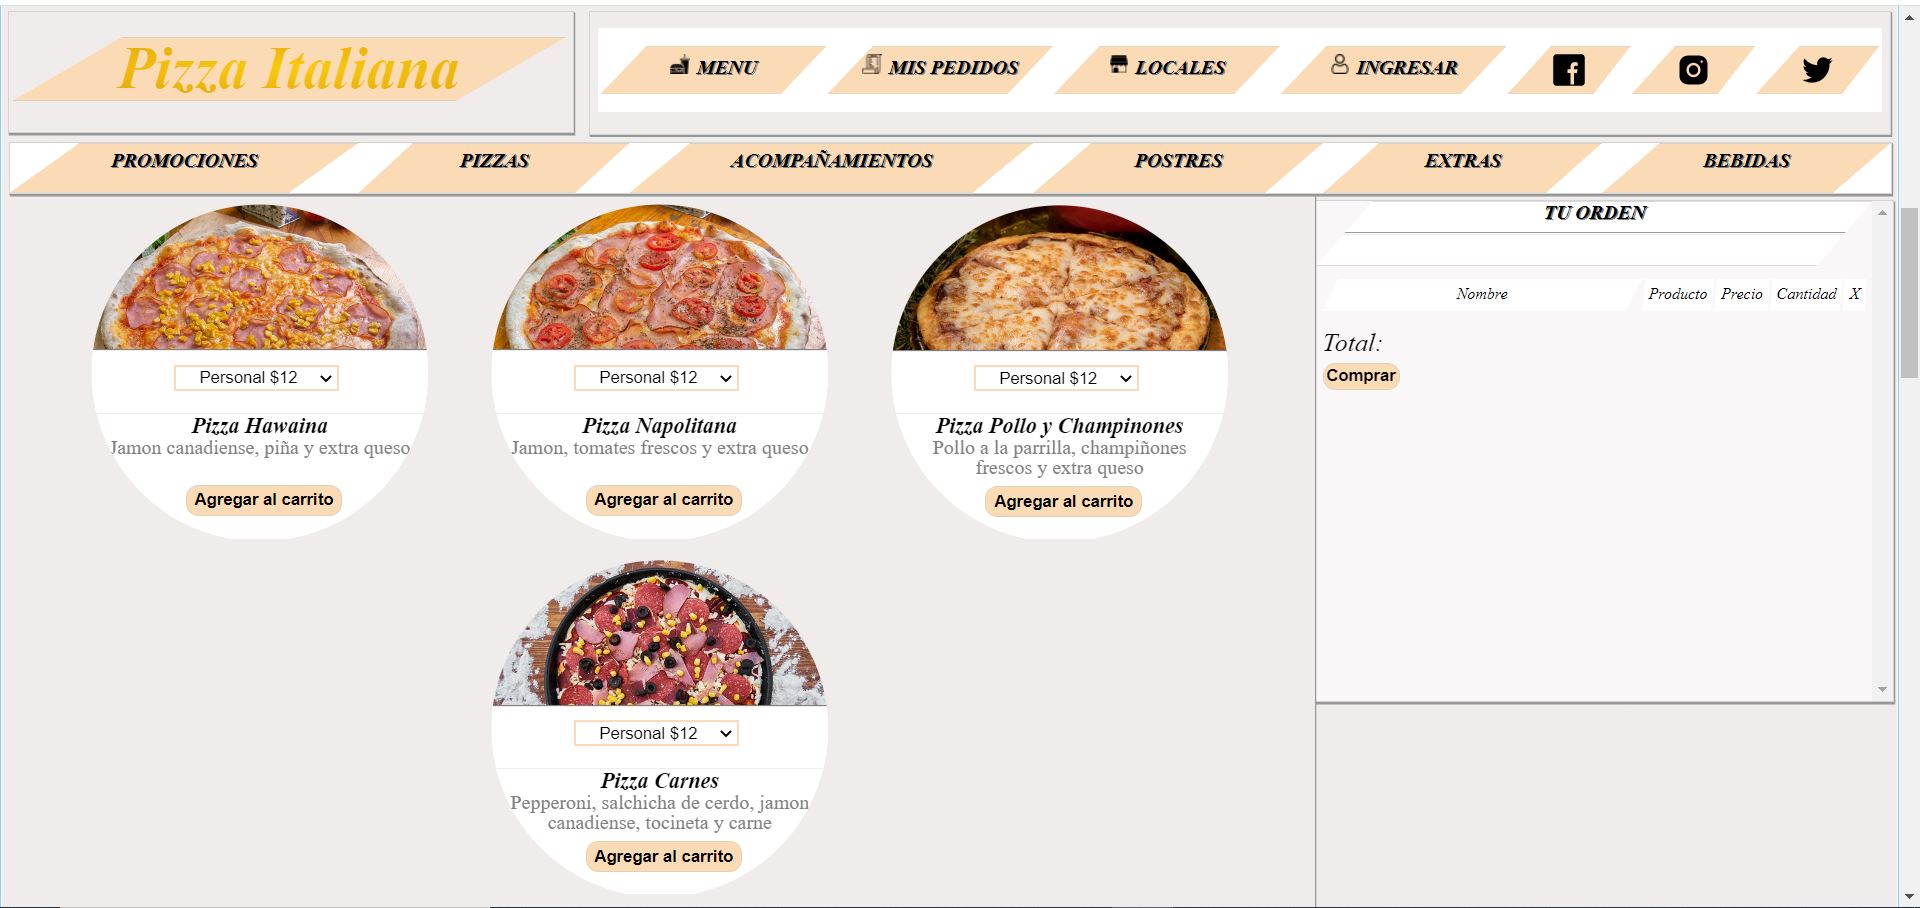 Pizza Italiana
MENU
MIS PEDIDOS
LOCALES
INGRESAR
PROMOCIONES
PIZZAS
ACOMPAÑAMIENTOS
POSTRES
EXTRAS
BEBIDAS
Personal $12
Pizza Hawaina
Jamon canadiense, piña y extra queso
Agregar al carrito
Personal $12
Pizza Napolitana
Jamon, tomates frescos y extra queso
Agregar al carrito
Personal $12
Pizza Pollo y Champinones
Pollo a la parrilla, champiñones
frescos y extra queso
Agregar al carrito
Personal $12
Pizza Carnes
Pepperoni, salchicha de cerdo, jamon
canadiense, tocineta y carne
Agregar al carrito
TU ORDEN
Nombre Producto Precio Cantidad X
Total:
Comprar